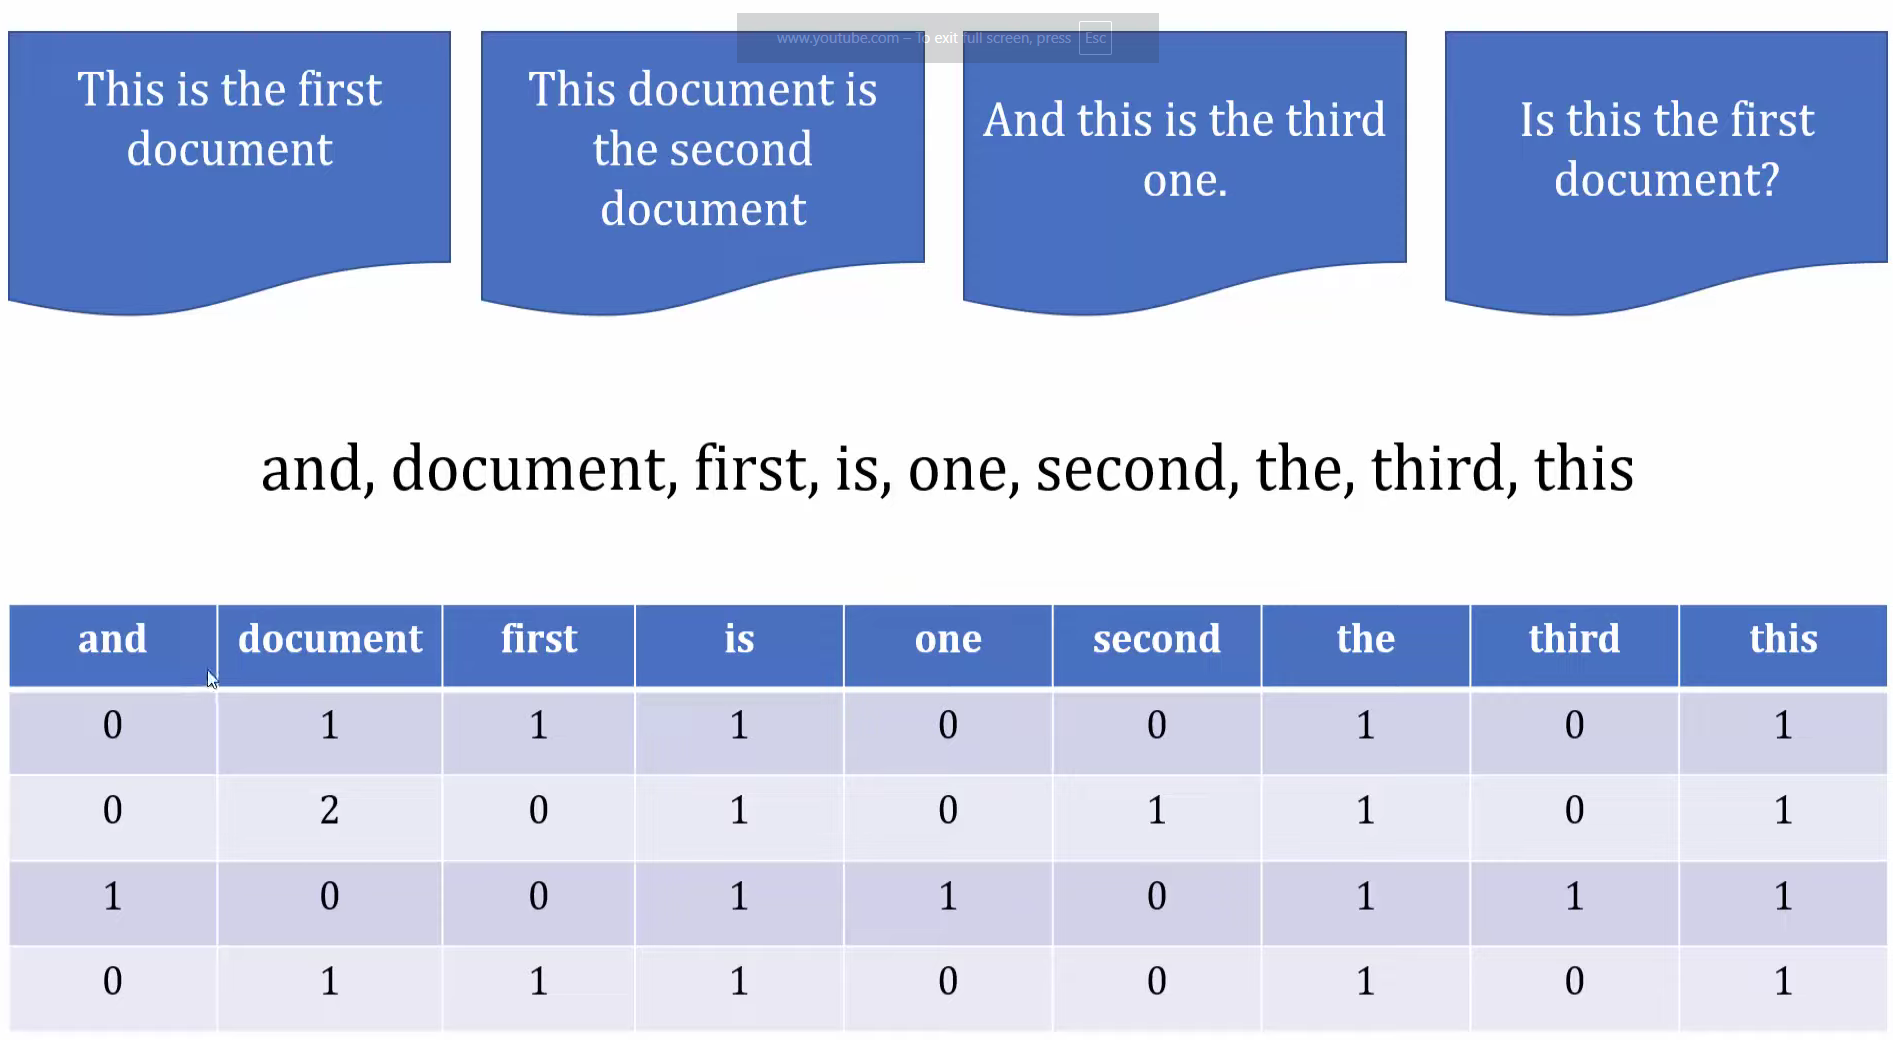 www.youtube.com – To exit full screen, press Esc
This is the first
document
This document is
the second
document
And this is the third
one.
Is this the first
document?
and, document, first, is, one, second, the, third, this
and document first is one second the third this
0 1 1 1 0 0 1 0 1
0 2 0 1 0 1 1 0 1
1 0 0 1 1 0 1 1 1
0 1 1 1 0 0 1 0 1